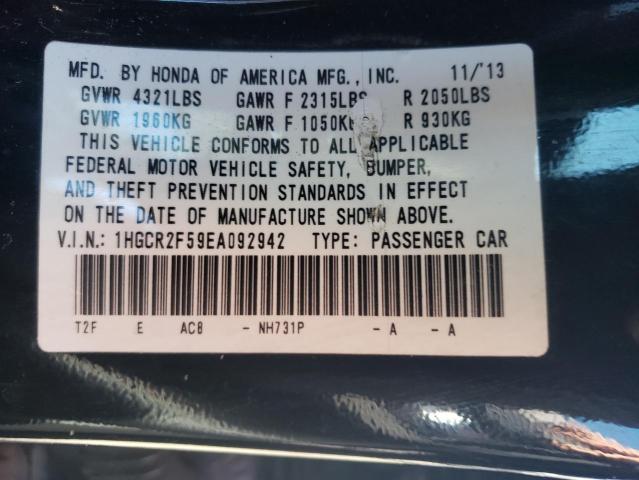 MFD. BY HONDA OF AMERICA MFG., INC. 11/'13
GVWR 4321LBS GAWR F 2315LBS R 2050LBS
GVWR 1960KG GAWR F 1050KG R 930KG
THIS VEHICLE CONFORMS TO ALL APPLICABLE
FEDERAL MOTOR VEHICLE SAFETY, BUMPER,
AND THEFT PREVENTION STANDARDS IN EFFECT
ON THE DATE OF MANUFACTURE SHOWN ABOVE.
V.I.N.: 1HGCR2F59EA092942 TYPE: PASSENGER CAR
T2F E AC8 - NH731P - A - A